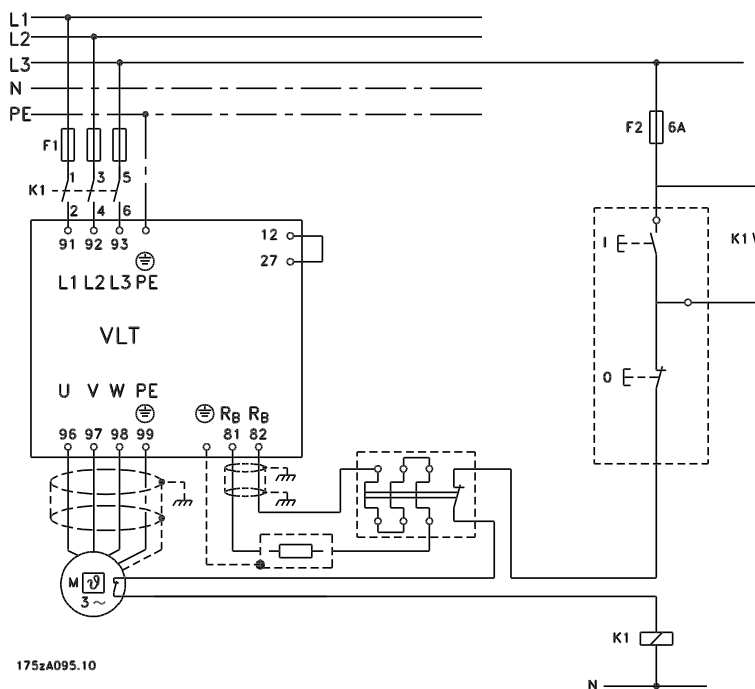 L1
L2
L3
N
PE
F1
F2 6A
1 3 5
K1
2 4 6
91 92 93
12
27
I
K1
L1 L2 L3 PE
VLT
O
U V W PE
RB RB
96 97 98 99
81 82
M ϑ
3 ~
K1
175ZA095.10
N